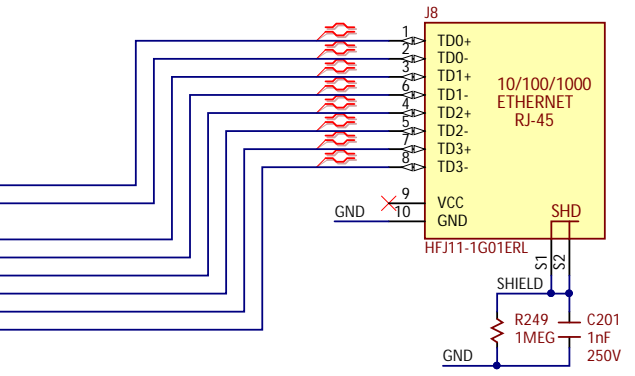 J8
1
TD0+
2
TD0-
3
TD1+
6
TD1-
4
TD2+
5
TD2-
7
TD3+
8
TD3-
10/100/1000
ETHERNET
RJ-45
9
VCC
GND
10
GND
SHD
HFJ11-1G01ERL
S1
S2
SHIELD
R249
1MEG
C201
1nF
250V
GND